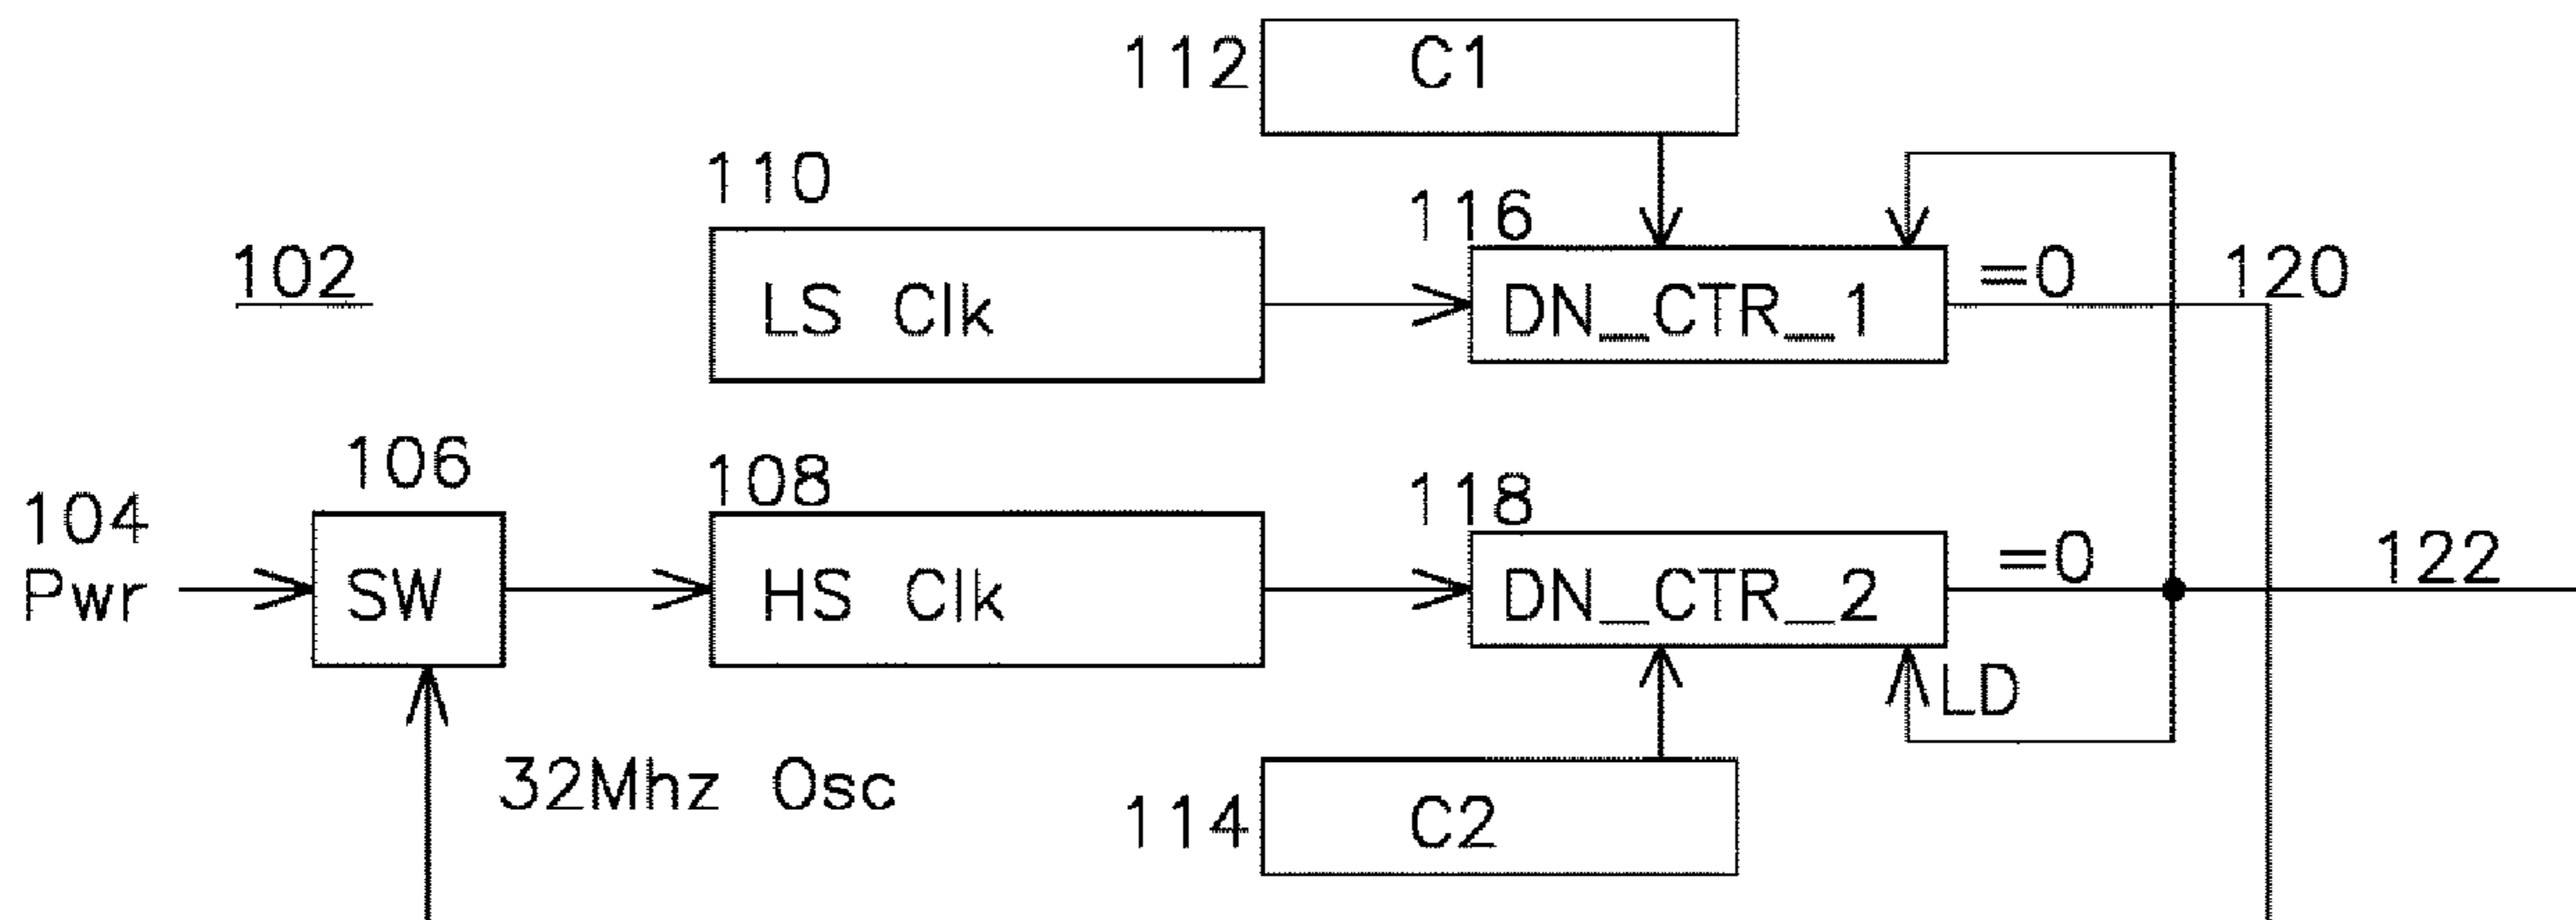 112 C1
110
116
102
LS Clk
DN_CTR_1
=0
120
106
108
118
104
Pwr
SW
HS Clk
DN_CTR_2
=0
122
LD
32Mhz Osc
114 C2